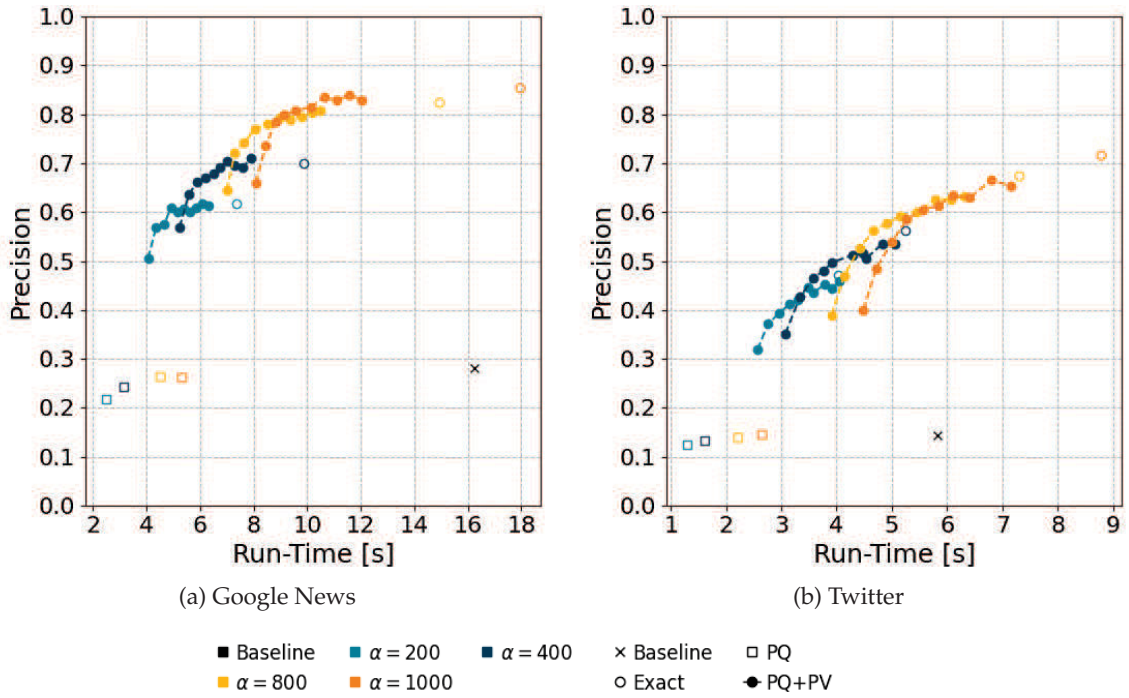 1.0
0.9
0.8
0.7
0.6
0.5
0.4
0.3
0.2
0.1
0.0
Precision
2 4 6 8 10 12 14 16 18
Run-Time [s]
(a) Google News
1.0
0.9
0.8
0.7
0.6
0.5
0.4
0.3
0.2
0.1
0.0
Precision
1 2 3 4 5 6 7 8 9
Run-Time [s]
(b) Twitter
Baseline α = 200 α = 400 Baseline PQ
α = 800 α = 1000 Exact PQ+PV